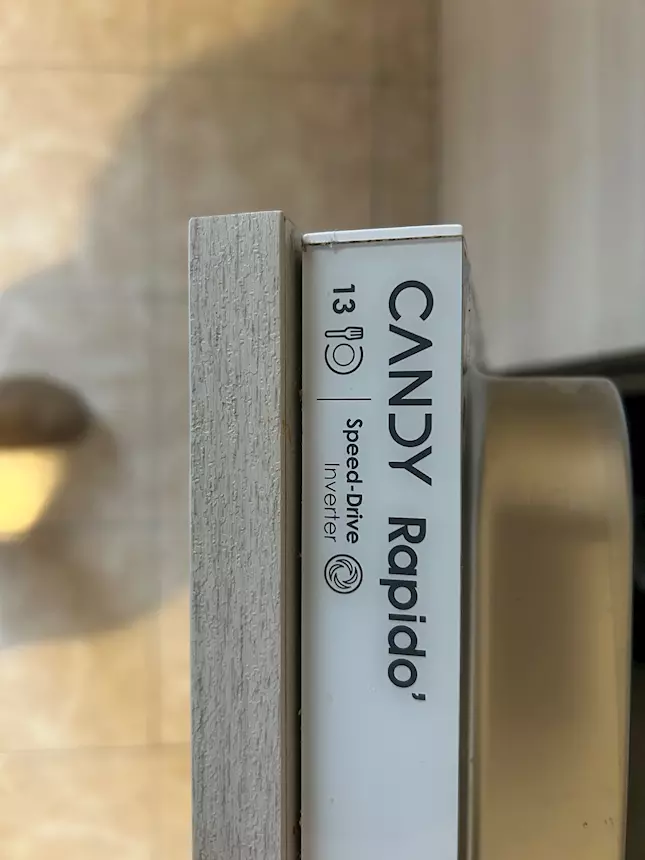 CANDY Rapido’
13
Speed-Drive
Inverter